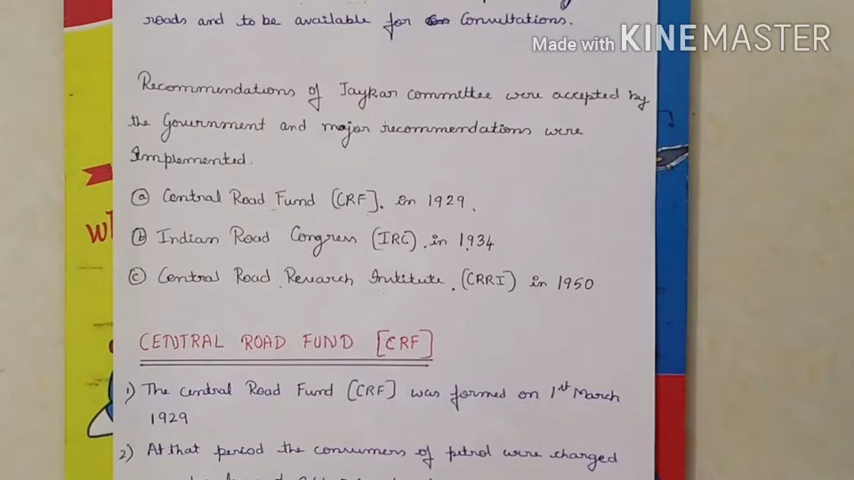 roads and to be available for Consultations.
Made with KINEMASTER
Recommendations of Jaykar committee were accepted by
the Government and major recommendations were
Implemented.
(a) Central Road Fund [CRF]. in 1929.
(b) Indian Road Congress (IRC). in 1934
(c) Central Road Research Institute. (CRRI) in 1950
CENTRAL ROAD FUND [CRF]
1) The central Road Fund [CRF] was formed on 1st March
1929
2) At that period the consumers of petrol were charged